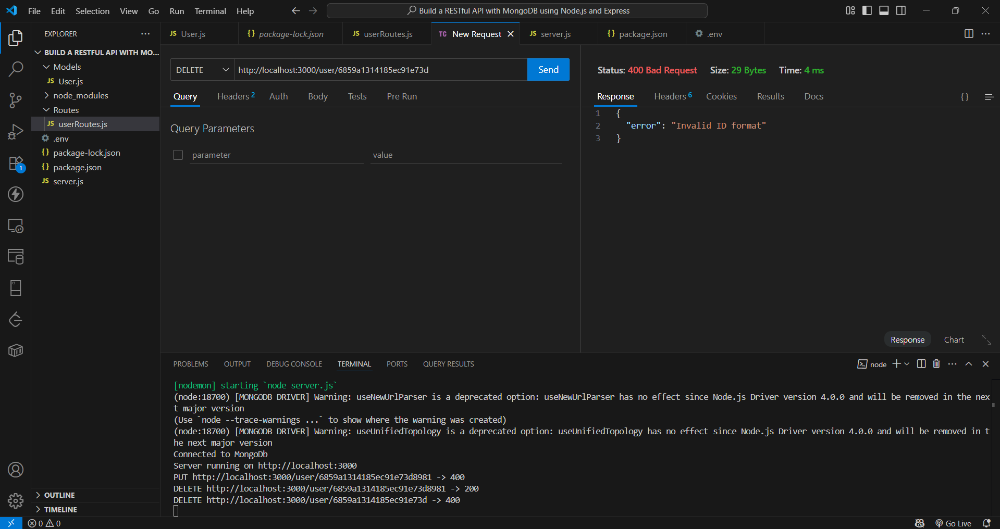 File Edit Selection View Go Run Terminal Help
Build a RESTful API with MongoDB using Node.js and Express
EXPLORER
JS User.js
{} package-lock.json
JS userRoutes.js
TC New Request
JS server.js
{} package.json
.env
BUILD A RESTFUL API WITH MO...
Models
JS User.js
node_modules
Routes
JS userRoutes.js
.env
{} package-lock.json
{} package.json
JS server.js
1
OUTLINE
TIMELINE
DELETE http://localhost:3000/user/6859a1314185ec91e73d Send
Query Headers 2 Auth Body Tests Pre Run
Query Parameters
parameter value
Status: 400 Bad Request Size: 29 Bytes Time: 4 ms
Response Headers 6 Cookies Results Docs {}
1 {
2 "error": "Invalid ID format"
3 }
Response Chart
PROBLEMS OUTPUT DEBUG CONSOLE TERMINAL PORTS QUERY RESULTS
node
[nodemon] starting `node server.js`
(node:18700) [MONGODB DRIVER] Warning: useNewUrlParser is a deprecated option: useNewUrlParser has no effect since Node.js Driver version 4.0.0 and will be removed in the nex
t major version
(Use `node --trace-warnings ...` to show where the warning was created)
(node:18700) [MONGODB DRIVER] Warning: useUnifiedTopology is a deprecated option: useUnifiedTopology has no effect since Node.js Driver version 4.0.0 and will be removed in t
he next major version
Connected to MongoDb
Server running on http://localhost:3000
PUT http://localhost:3000/user/6859a1314185ec91e73d8981 -> 400
DELETE http://localhost:3000/user/6859a1314185ec91e73d8981 -> 200
DELETE http://localhost:3000/user/6859a1314185ec91e73d -> 400
0 0
Go Live